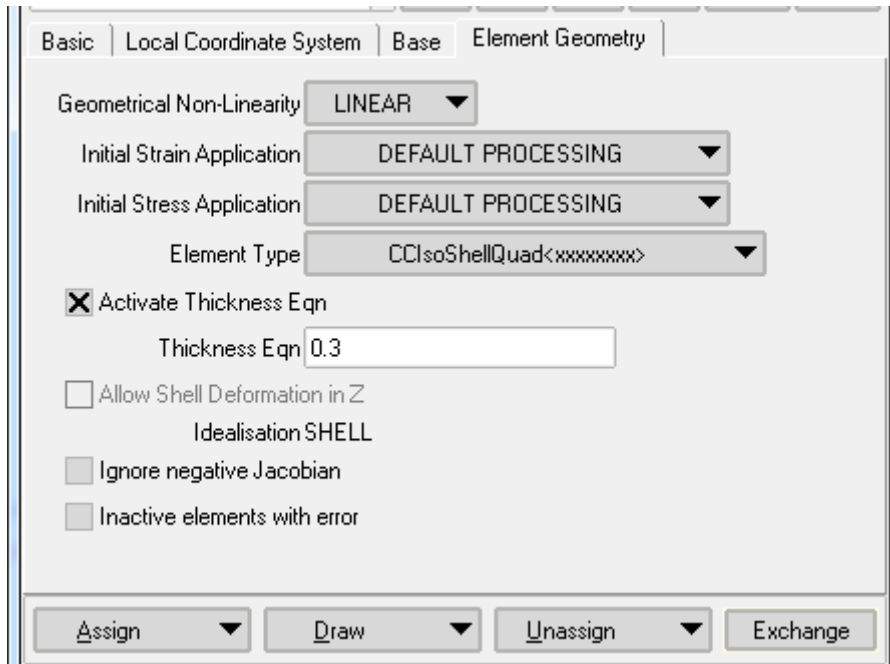 Basic Local Coordinate System Base Element Geometry
Geometrical Non-Linearity LINEAR
Initial Strain Application DEFAULT PROCESSING
Initial Stress Application DEFAULT PROCESSING
Element Type CCIsoShellQuad<xxxxxxxx>
Activate Thickness Eqn
Thickness Eqn 0.3
Allow Shell Deformation in Z
Idealisation SHELL
Ignore negative Jacobian
Inactive elements with error
Assign Draw Unassign Exchange